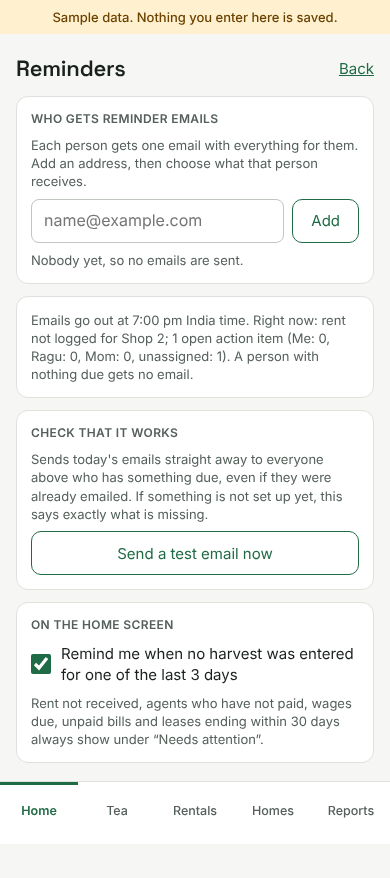 Sample data. Nothing you enter here is saved.
Reminders
Back
WHO GETS REMINDER EMAILS
Each person gets one email with everything for them.
Add an address, then choose what that person
receives.
name@example.com
Add
Nobody yet, so no emails are sent.
Emails go out at 7:00 pm India time. Right now: rent
not logged for Shop 2; 1 open action item (Me: 0,
Ragu: 0, Mom: 0, unassigned: 1). A person with
nothing due gets no email.
CHECK THAT IT WORKS
Sends today's emails straight away to everyone
above who has something due, even if they were
already emailed. If something is not set up yet, this
says exactly what is missing.
Send a test email now
ON THE HOME SCREEN
Remind me when no harvest was entered
for one of the last 3 days
Rent not received, agents who have not paid, wages
due, unpaid bills and leases ending within 30 days
always show under “Needs attention”.
Home
Tea
Rentals
Homes
Reports